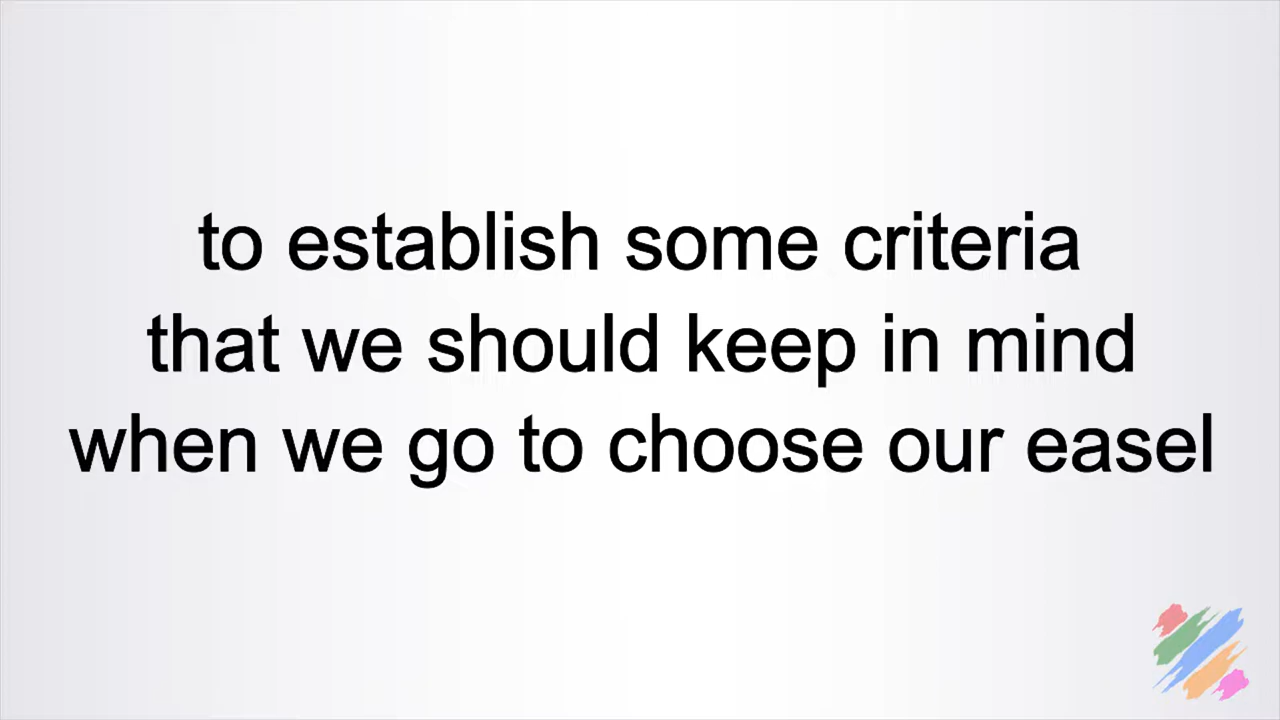 to establish some criteria
that we should keep in mind
when we go to choose our easel